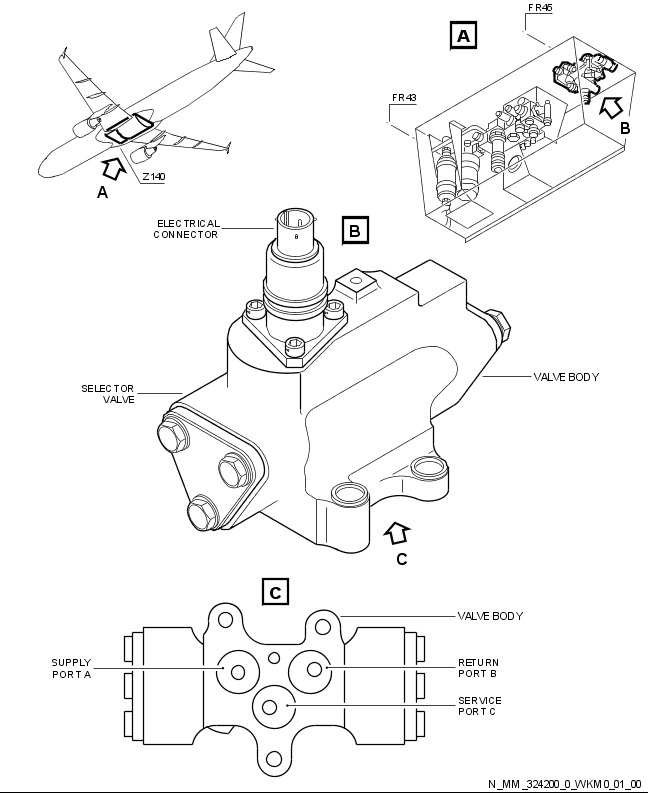 FR46
A
FR43
B
Z140
A
ELECTRICAL
CONNECTOR
B
SELECTOR
VALVE
VALVE BODY
C
C
VALVE BODY
SUPPLY
PORT A
RETURN
PORT B
SERVICE
PORT C
N_MM_324200_0_WKM0_01_00